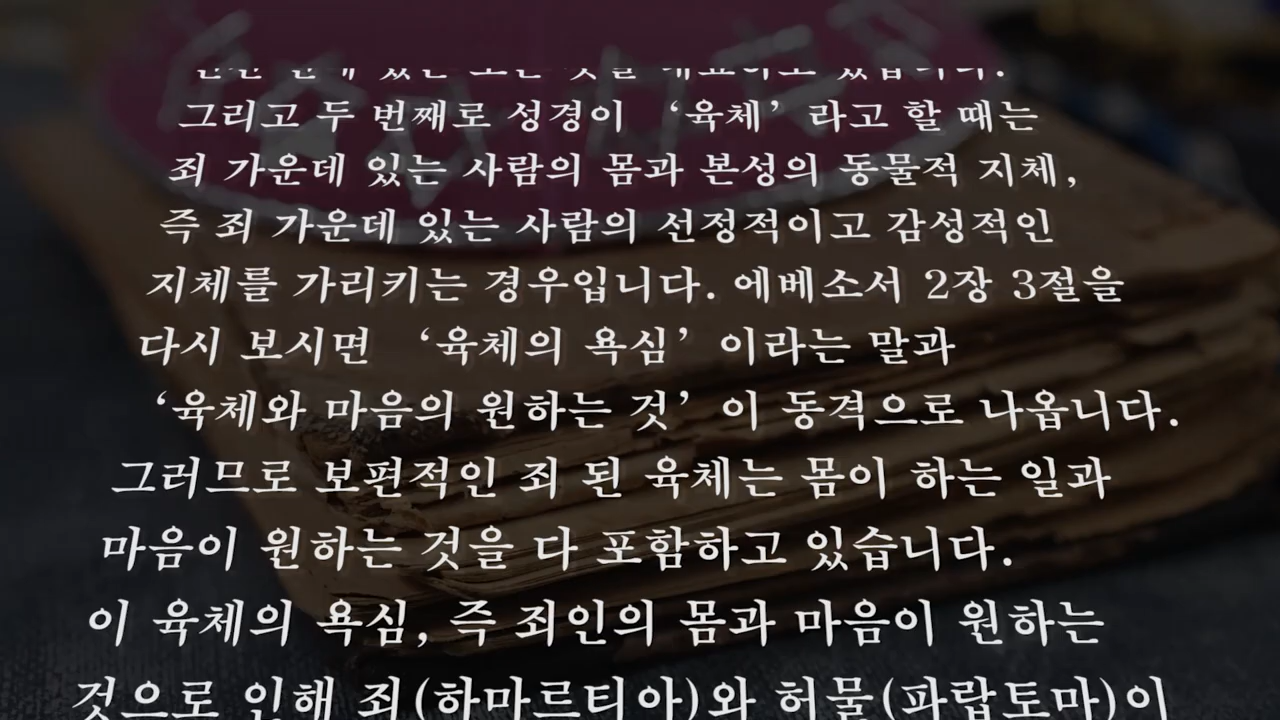 있는
그리고 두 번째로 성경이 ‘육체’ 라고 할 때는
죄 가운데 있는 사람의 몸과 본성의 동물적 지체,
즉 죄 가운데 있는 사람의 선정적이고 감성적인
지체를 가리키는 경우입니다. 에베소서 2장 3절을
다시 보시면 ‘육체의 욕심’ 이라는 말과
‘육체와 마음의 원하는 것’ 이 동격으로 나옵니다.
그러므로 보편적인 죄 된 육체는 몸이 하는 일과
마음이 원하는 것을 다 포함하고 있습니다.
이 육체의 욕심, 즉 죄인의 몸과 마음이 원하는
것으로 인해 죄(하마르티아)와 허물(파랍토마)이